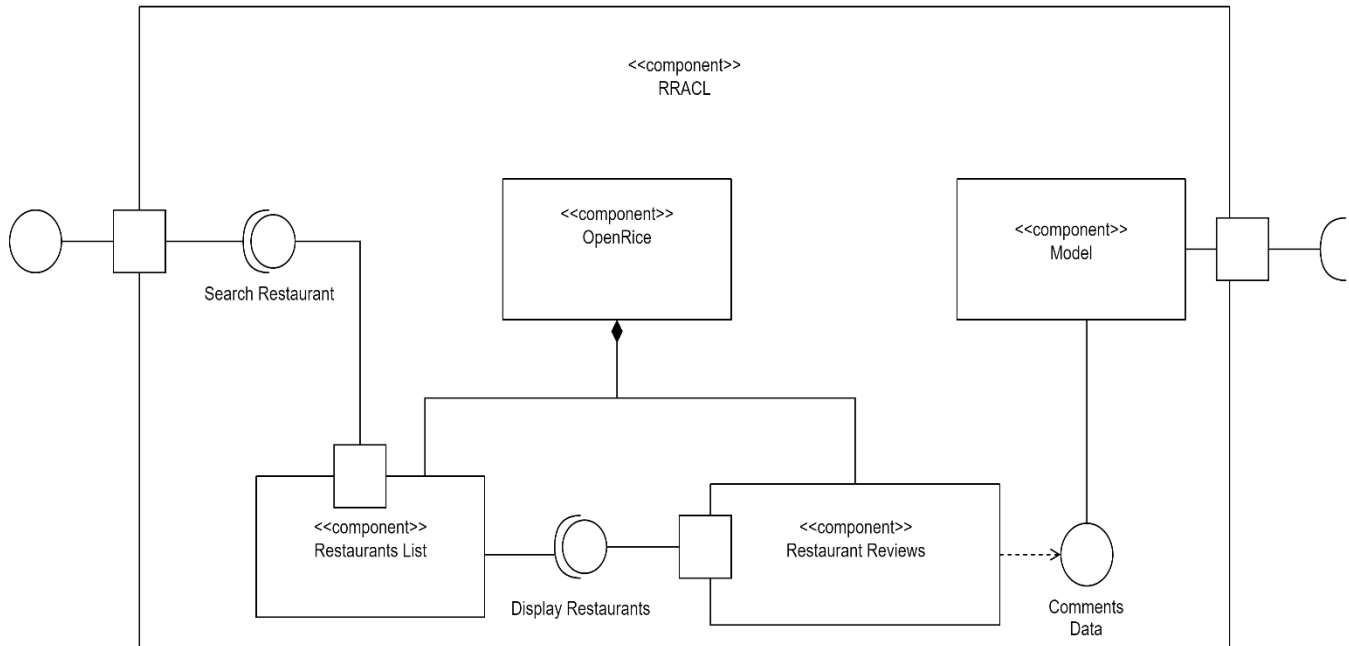 <<component>>
RRACL
<<component>>
OpenRice
<<component>>
Model
Search Restaurant
<<component>>
Restaurants List
<<component>>
Restaurant Reviews
Display Restaurants
Comments
Data